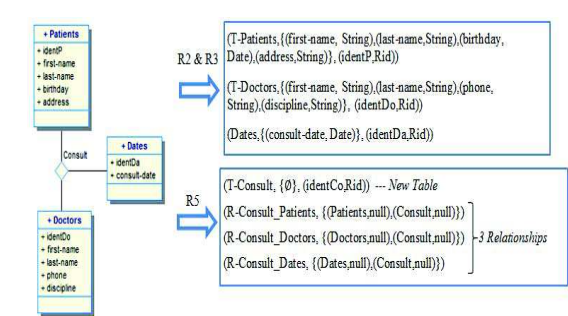 + Patients
+ identP
+ first-name
+ last-name
+ birthday
+ address
Consult
+ Dates
+ identDa
+ consult-date
+ Doctors
+ identDo
+ first-name
+ last-name
+ phone
+ discipline
R2 & R3
(T-Patients,{(first-name, String),(last-name,String),(birthday,
Date),(address,String)}, (identP,Rid))
(T-Doctors,{(first-name, String),(last-name,String),(phone,
String),(discipline,String)}, (identDo,Rid))
(Dates,{(consult-date, Date)}, (identDa,Rid))
R5
(T-Consult, {Ø}, (identCo,Rid)) --- New Table
(R-Consult_Patients, {(Patients,null),(Consult,null)})
(R-Consult_Doctors, {(Doctors,null),(Consult,null)})
(R-Consult_Dates, {(Dates,null),(Consult,null)})
3 Relationships